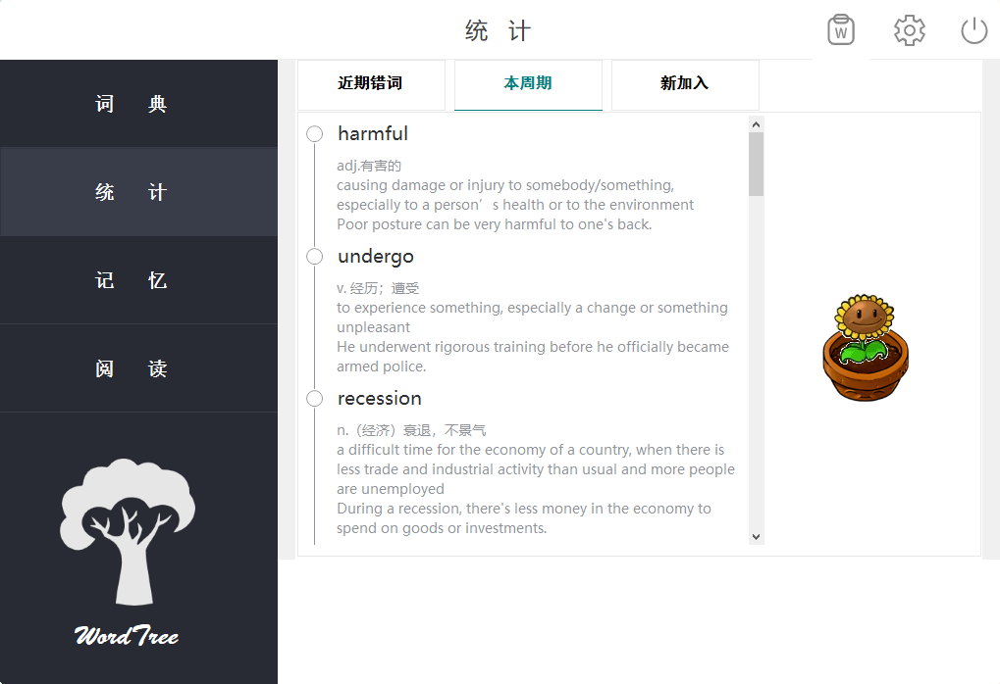 统 计
W
词 典
统 计
记 忆
阅 读
WordTree
近期错词
本周期
新加入
harmful
adj.有害的
causing damage or injury to somebody/something,
especially to a person’s health or to the environment
Poor posture can be very harmful to one's back.
undergo
v. 经历；遭受
to experience something, especially a change or something
unpleasant
He underwent rigorous training before he officially became
armed police.
recession
n.（经济）衰退，不景气
a difficult time for the economy of a country, when there is
less trade and industrial activity than usual and more people
are unemployed
During a recession, there's less money in the economy to
spend on goods or investments.